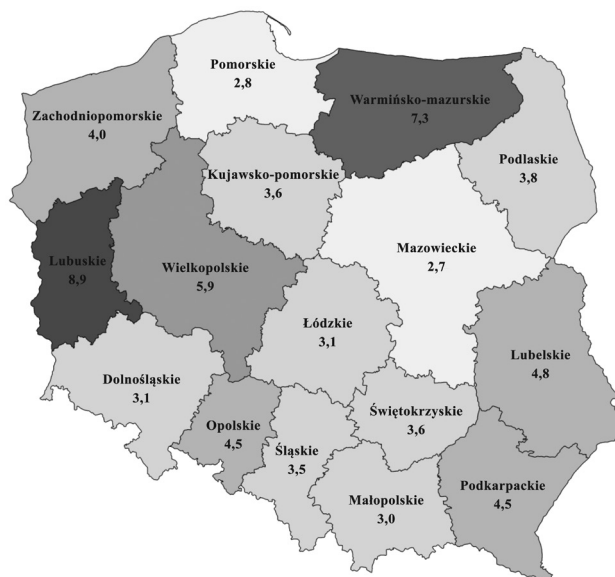 Pomorskie
2,8
Warmińsko-mazurskie
7,3
Zachodniopomorskie
4,0
Podlaskie
3,8
Kujawsko-pomorskie
3,6
Mazowieckie
2,7
Lubuskie
8,9
Wielkopolskie
5,9
Łódzkie
3,1
Lubelskie
4,8
Dolnośląskie
3,1
Świętokrzyskie
3,6
Opolskie
4,5
Śląskie
3,5
Podkarpackie
4,5
Małopolskie
3,0